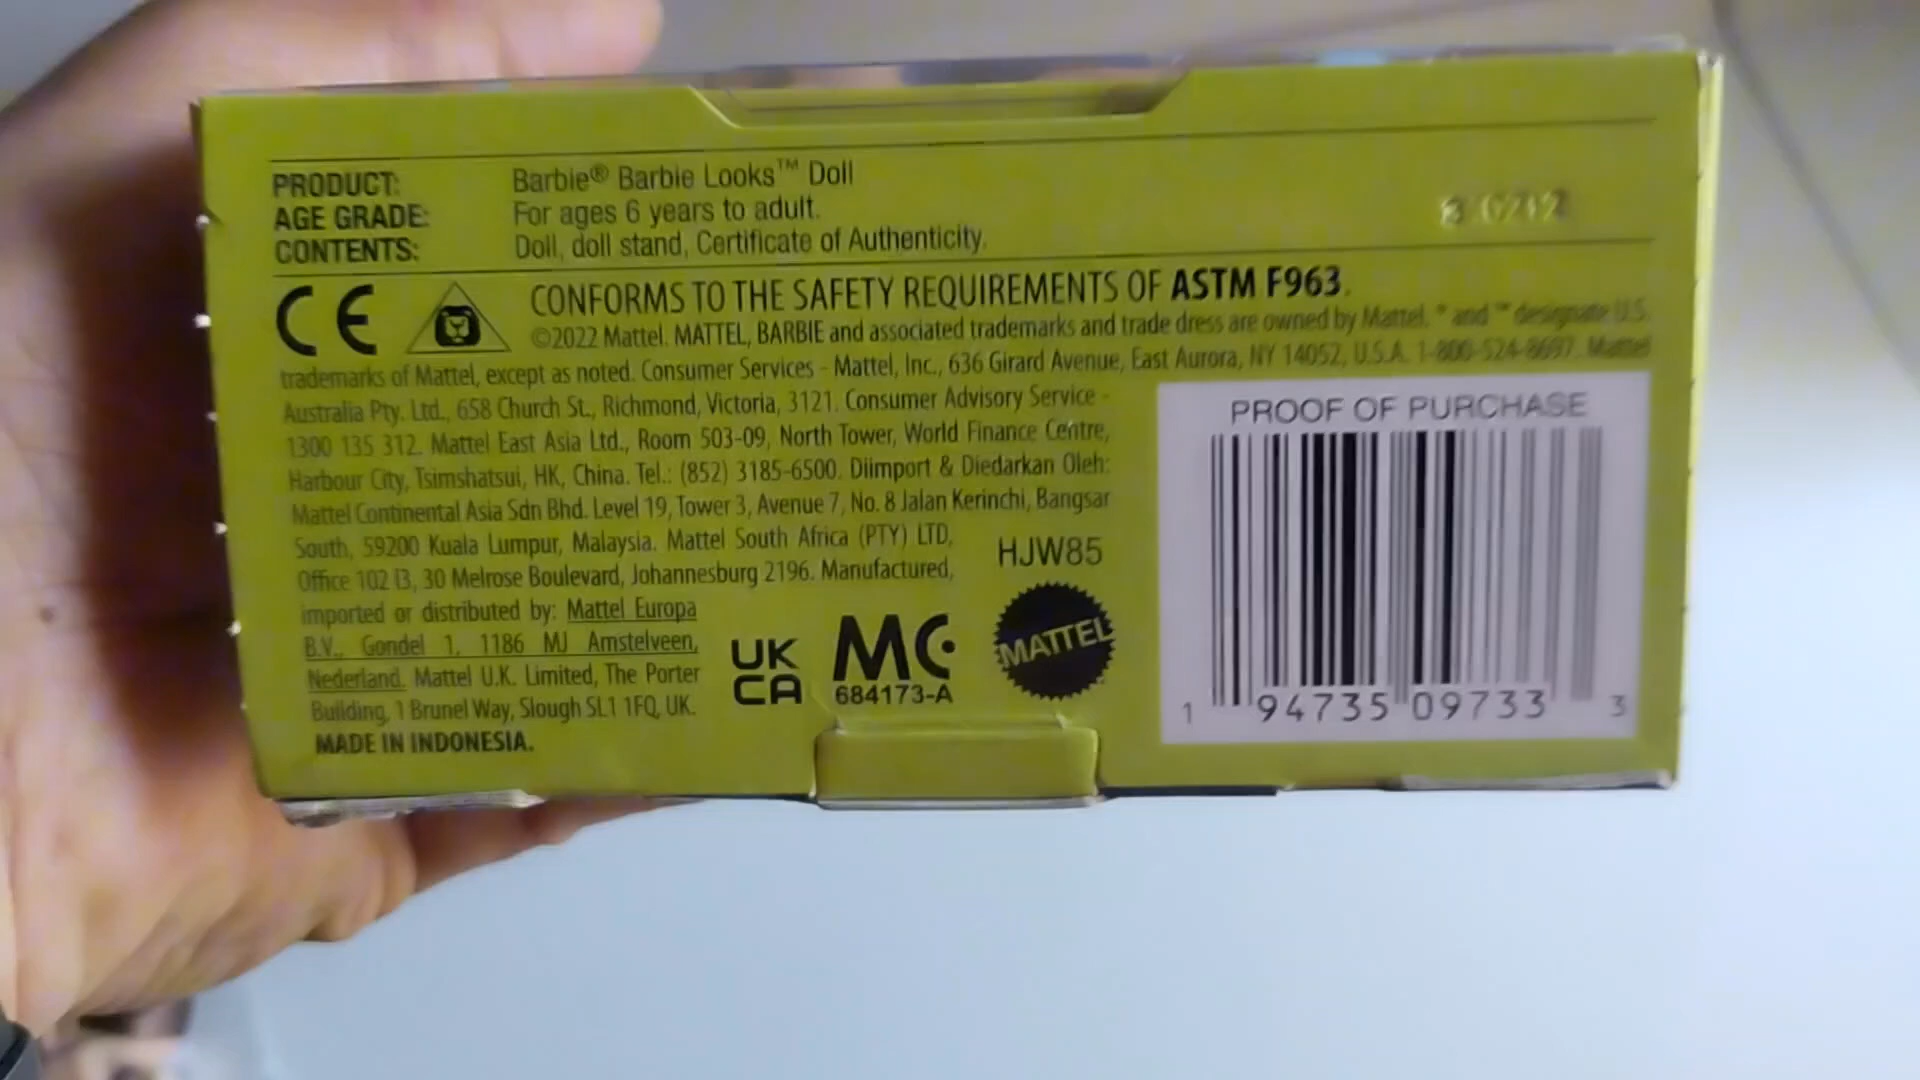 PRODUCT: Barbie® Barbie Looks™ Doll
AGE GRADE: For ages 6 years to adult.
CONTENTS: Doll, doll stand, Certificate of Authenticity.
CE
CONFORMS TO THE SAFETY REQUIREMENTS OF ASTM F963.
©2022 Mattel. MATTEL, BARBIE and associated trademarks and trade dress are owned by Mattel. ® and ™ designate U.S.
trademarks of Mattel, except as noted. Consumer Services - Mattel, Inc., 636 Girard Avenue, East Aurora, NY 14052, U.S.A. 1-800-524-8697. Mattel
Australia Pty. Ltd., 658 Church St., Richmond, Victoria, 3121. Consumer Advisory Service -
1300 135 312. Mattel East Asia Ltd., Room 503-09, North Tower, World Finance Centre,
Harbour City, Tsimshatsui, HK, China. Tel.: (852) 3185-6500. Diimport & Diedarkan Oleh:
Mattel Continental Asia Sdn Bhd. Level 19, Tower 3, Avenue 7, No. 8 Jalan Kerinchi, Bangsar
South, 59200 Kuala Lumpur, Malaysia. Mattel South Africa (PTY) LTD,
Office 102 I3, 30 Melrose Boulevard, Johannesburg 2196. Manufactured,
imported or distributed by: Mattel Europa
B.V., Gondel 1, 1186 MJ Amstelveen,
Nederland. Mattel U.K. Limited, The Porter
Building, 1 Brunel Way, Slough SL1 1FQ, UK.
MADE IN INDONESIA.
UK
CA
MC
684173-A
HJW85
MATTEL
PROOF OF PURCHASE
1 94735 09733 3